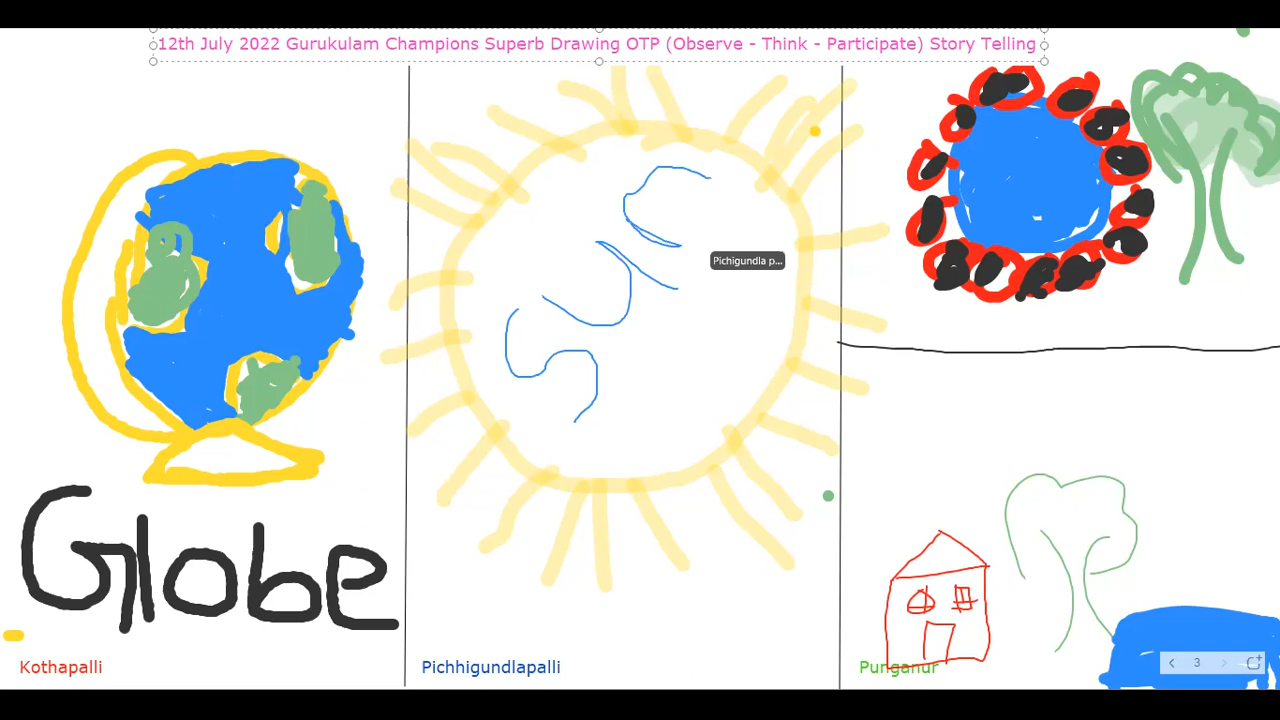 12th July 2022 Gurukulam Champions Superb Drawing OTP (Observe - Think - Participate) Story Telling
Pichigundla p...
Globe
Kothapalli
Pichhigundlapalli
Punganur
3